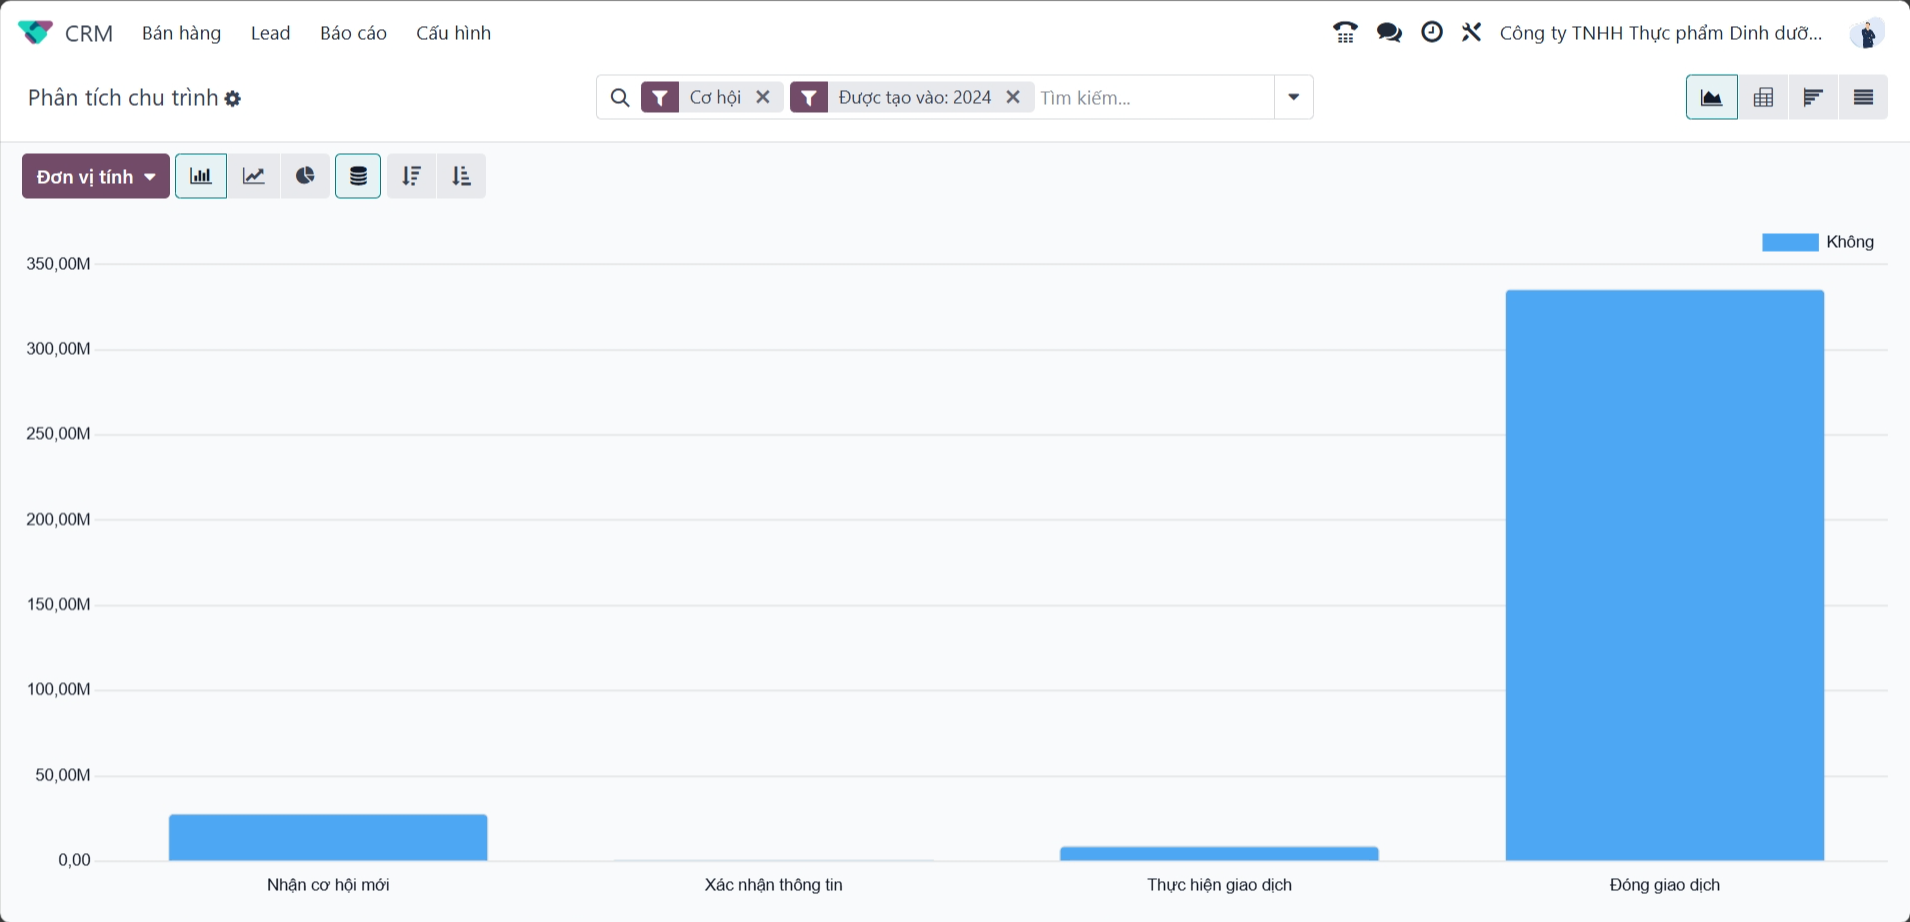 CRM Bán hàng Lead Báo cáo Cấu hình Công ty TNHH Thực phẩm Dinh dưỡ...
Phân tích chu trình Cơ hội Được tạo vào: 2024 Tìm kiếm...
Đơn vị tính
Không
350,00M
300,00M
250,00M
200,00M
150,00M
100,00M
50,00M
0,00
Nhận cơ hội mới Xác nhận thông tin Thực hiện giao dịch Đóng giao dịch